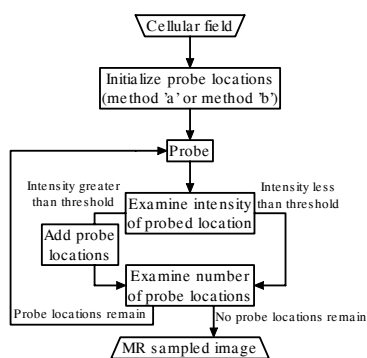 Cellular field
Initialize probe locations
(method 'a' or method 'b')
Probe
Intensity greater
than threshold
Intensity less
than threshold
Examine intensity
of probed location
Add probe
locations
Examine number
of probe locations
Probe locations remain
No probe locations remain
MR sampled image